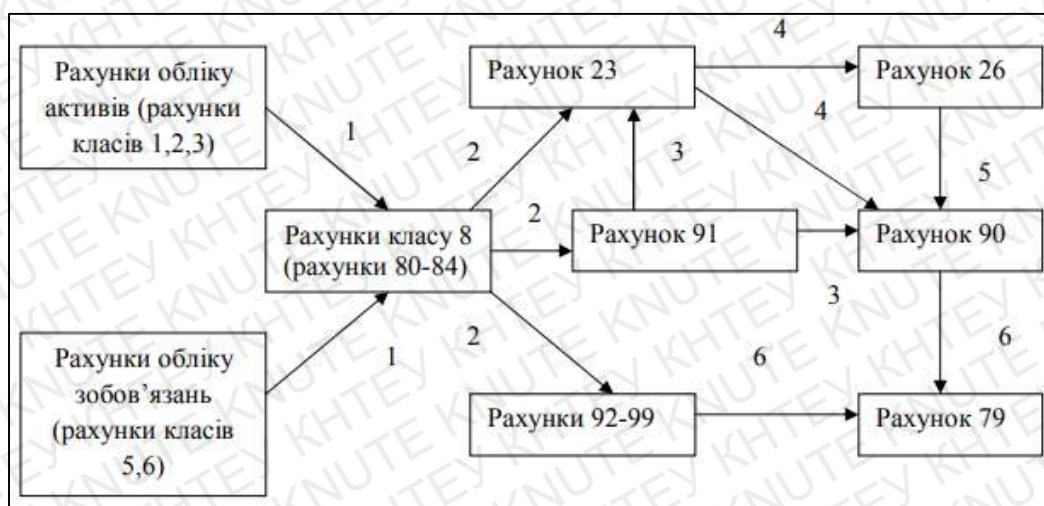 Рахунки обліку
активів (рахунки
класів 1,2,3)
1
Рахунок 23
4
Рахунок 26
2
3
4
5
Рахунки класу 8
(рахунки 80-84)
2
Рахунок 91
Рахунок 90
3
Рахунки обліку
зобов’язань
(рахунки класів
5,6)
1
2
6
6
Рахунки 92-99
Рахунок 79
KNUTE КНТЕУ